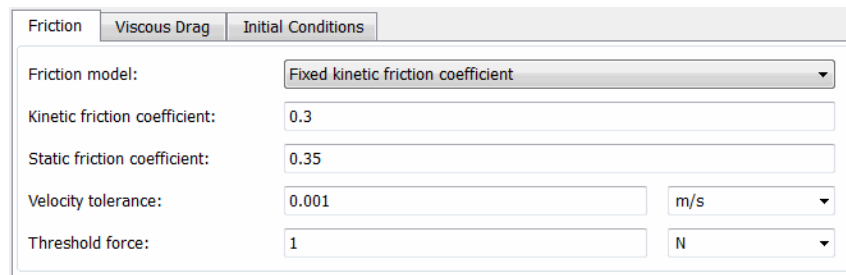 Friction Viscous Drag Initial Conditions
Friction model: Fixed kinetic friction coefficient
Kinetic friction coefficient: 0.3
Static friction coefficient: 0.35
Velocity tolerance: 0.001 m/s
Threshold force: 1 N